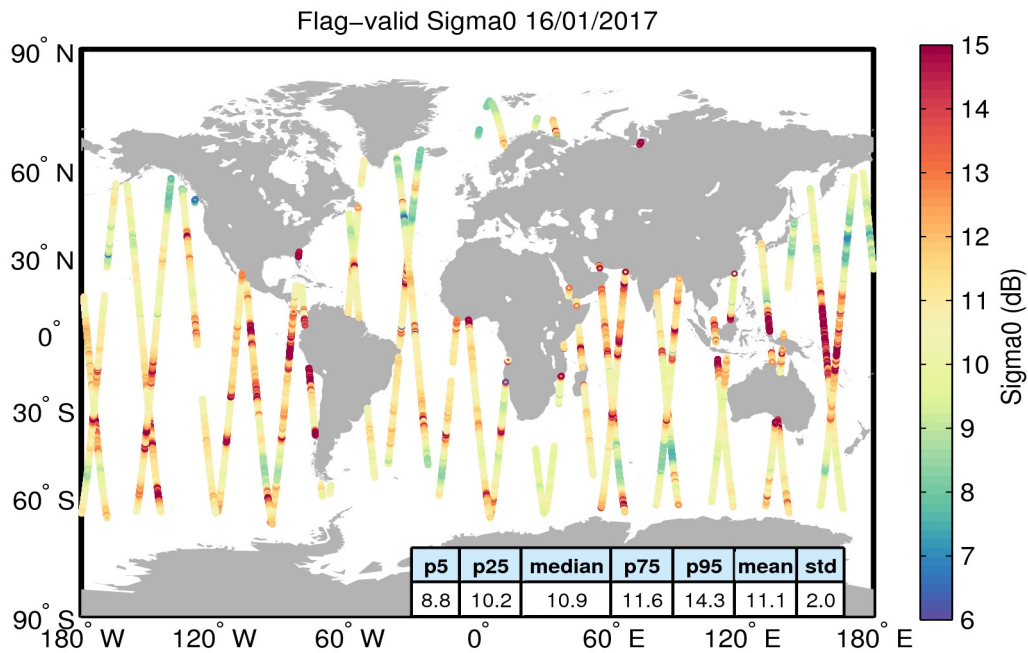 Flag−valid Sigma0 16/01/2017
90° N
60° N
30° N
0°
30° S
60° S
90° S
180° W
120° W
60° W
0°
60° E
120° E
180° E
15
14
13
12
11
10
9
8
7
6
Sigma0 (dB)
p5 p25 median p75 p95 mean std
8.8 10.2 10.9 11.6 14.3 11.1 2.0